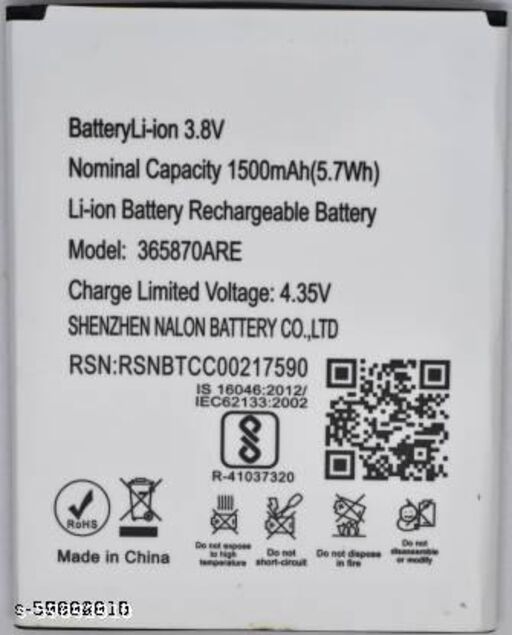 BatteryLi-ion 3.8V
Nominal Capacity 1500mAh(5.7Wh)
Li-ion Battery Rechargeable Battery
Model: 365870ARE
Charge Limited Voltage: 4.35V
SHENZHEN NALON BATTERY CO.,LTD
RSN:RSNBTCC00217590
IS 16046:2012/
IEC62133:2002
R-41037320
RoHS
Made in China
Do not expose
to high
temperature
Do not
short-circuit
Do not dispose
in fire
Do not
disassemble
or modify